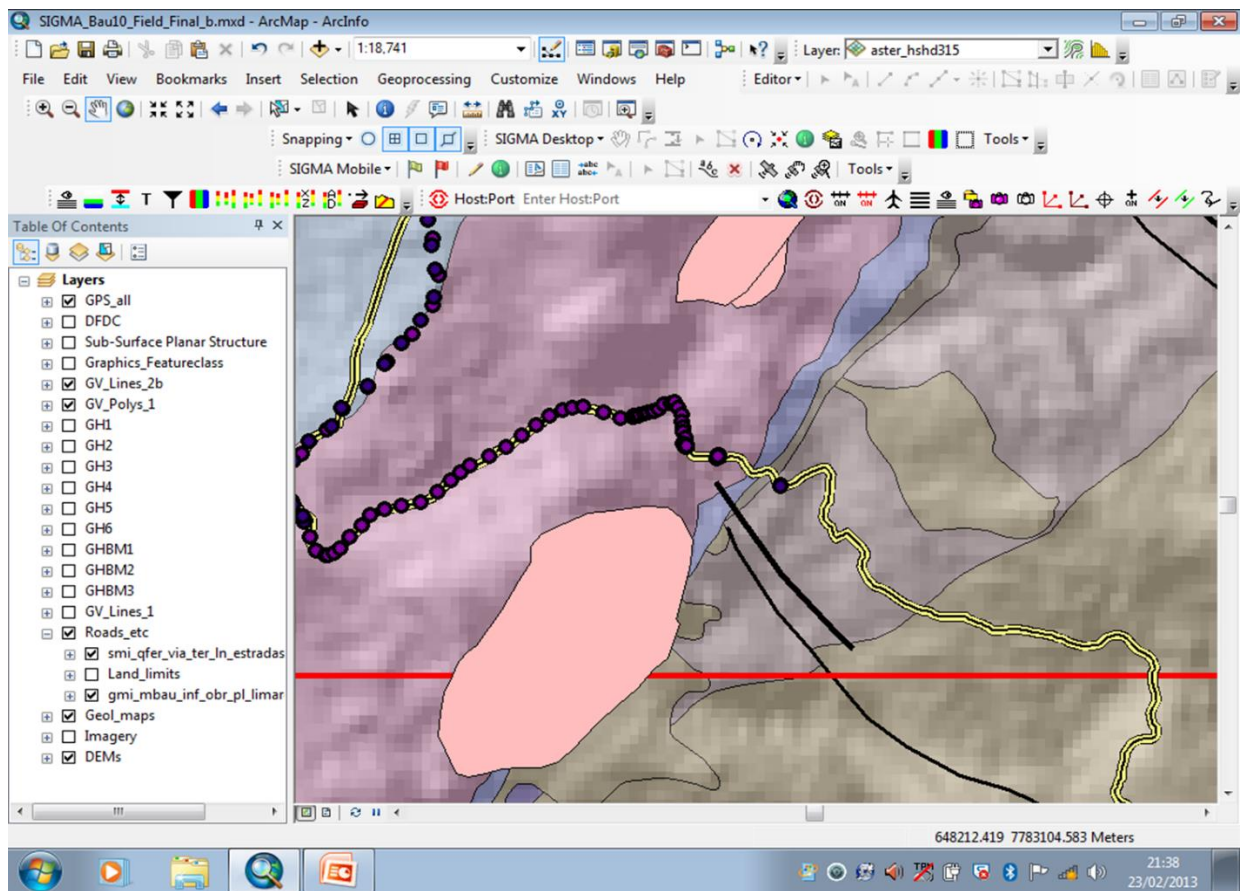 SIGMA_Bau10_Field_Final_b.mxd - ArcMap - ArcInfo
1:18,741
Layer: aster_hshd315
File Edit View Bookmarks Insert Selection Geoprocessing Customize Windows Help Editor
Snapping SIGMA Desktop Tools
SIGMA Mobile Tools
T Host:Port Enter Host:Port
Table Of Contents
Layers
GPS_all
DFDC
Sub-Surface Planar Structure
Graphics_Featureclass
GV_Lines_2b
GV_Polys_1
GH1
GH2
GH3
GH4
GH5
GH6
GHBM1
GHBM2
GHBM3
GV_Lines_1
Roads_etc
smi_qfer_via_ter_ln_estradas
Land_limits
gmi_mbau_inf_obr_pl_limar
Geol_maps
Imagery
DEMs
648212.419 7783104.583 Meters
21:38
23/02/2013